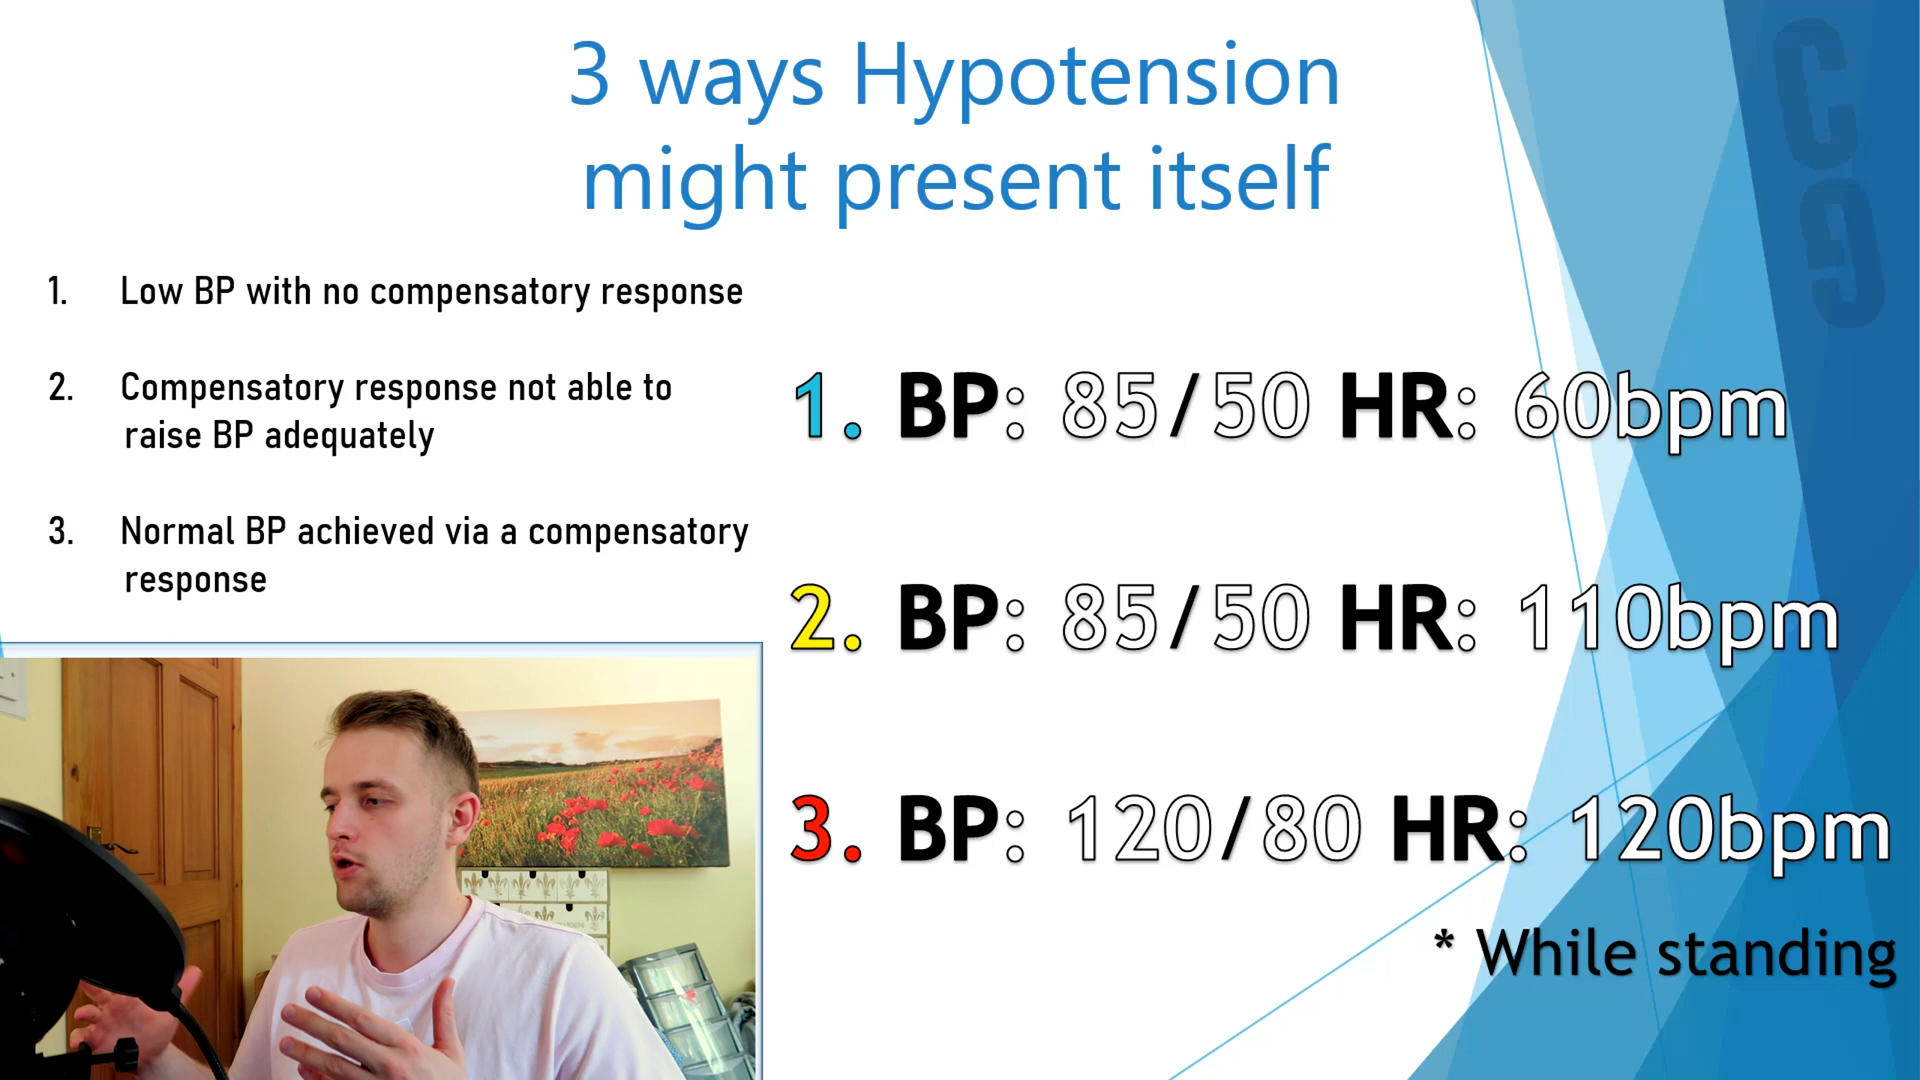 3 ways Hypotension
might present itself
1. Low BP with no compensatory response
2. Compensatory response not able to
raise BP adequately
3. Normal BP achieved via a compensatory
response
1. BP: 85/50 HR: 60bpm
2. BP: 85/50 HR: 110bpm
3. BP: 120/80 HR: 120bpm
* While standing